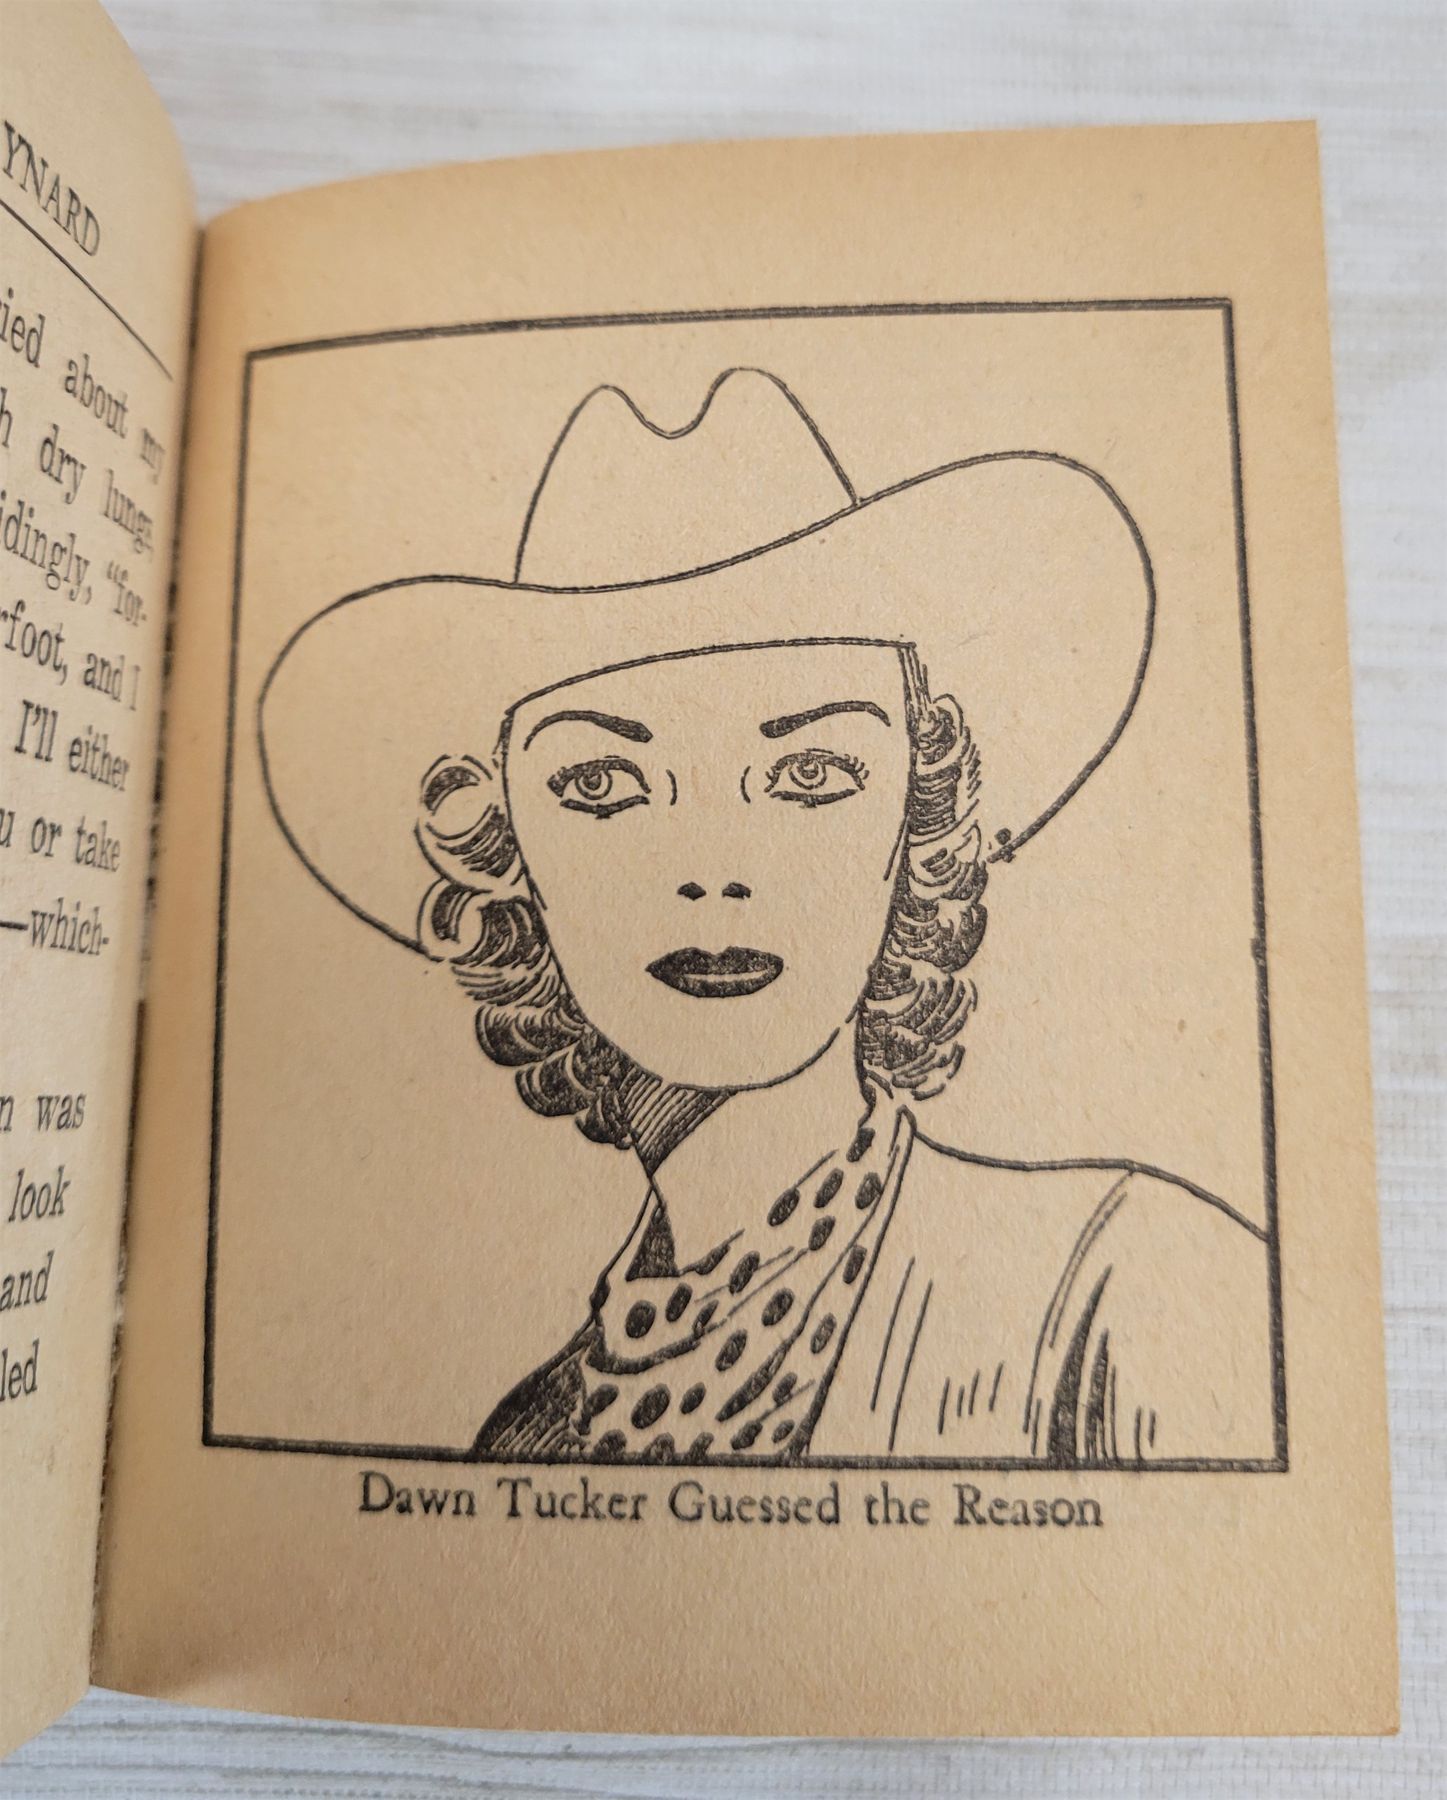 YNARD
ried about my
h dry lungs,
idingly, “for-
rfoot, and I
I’ll either
u or take
—which-
n was
look
and
led
Dawn Tucker Guessed the Reason